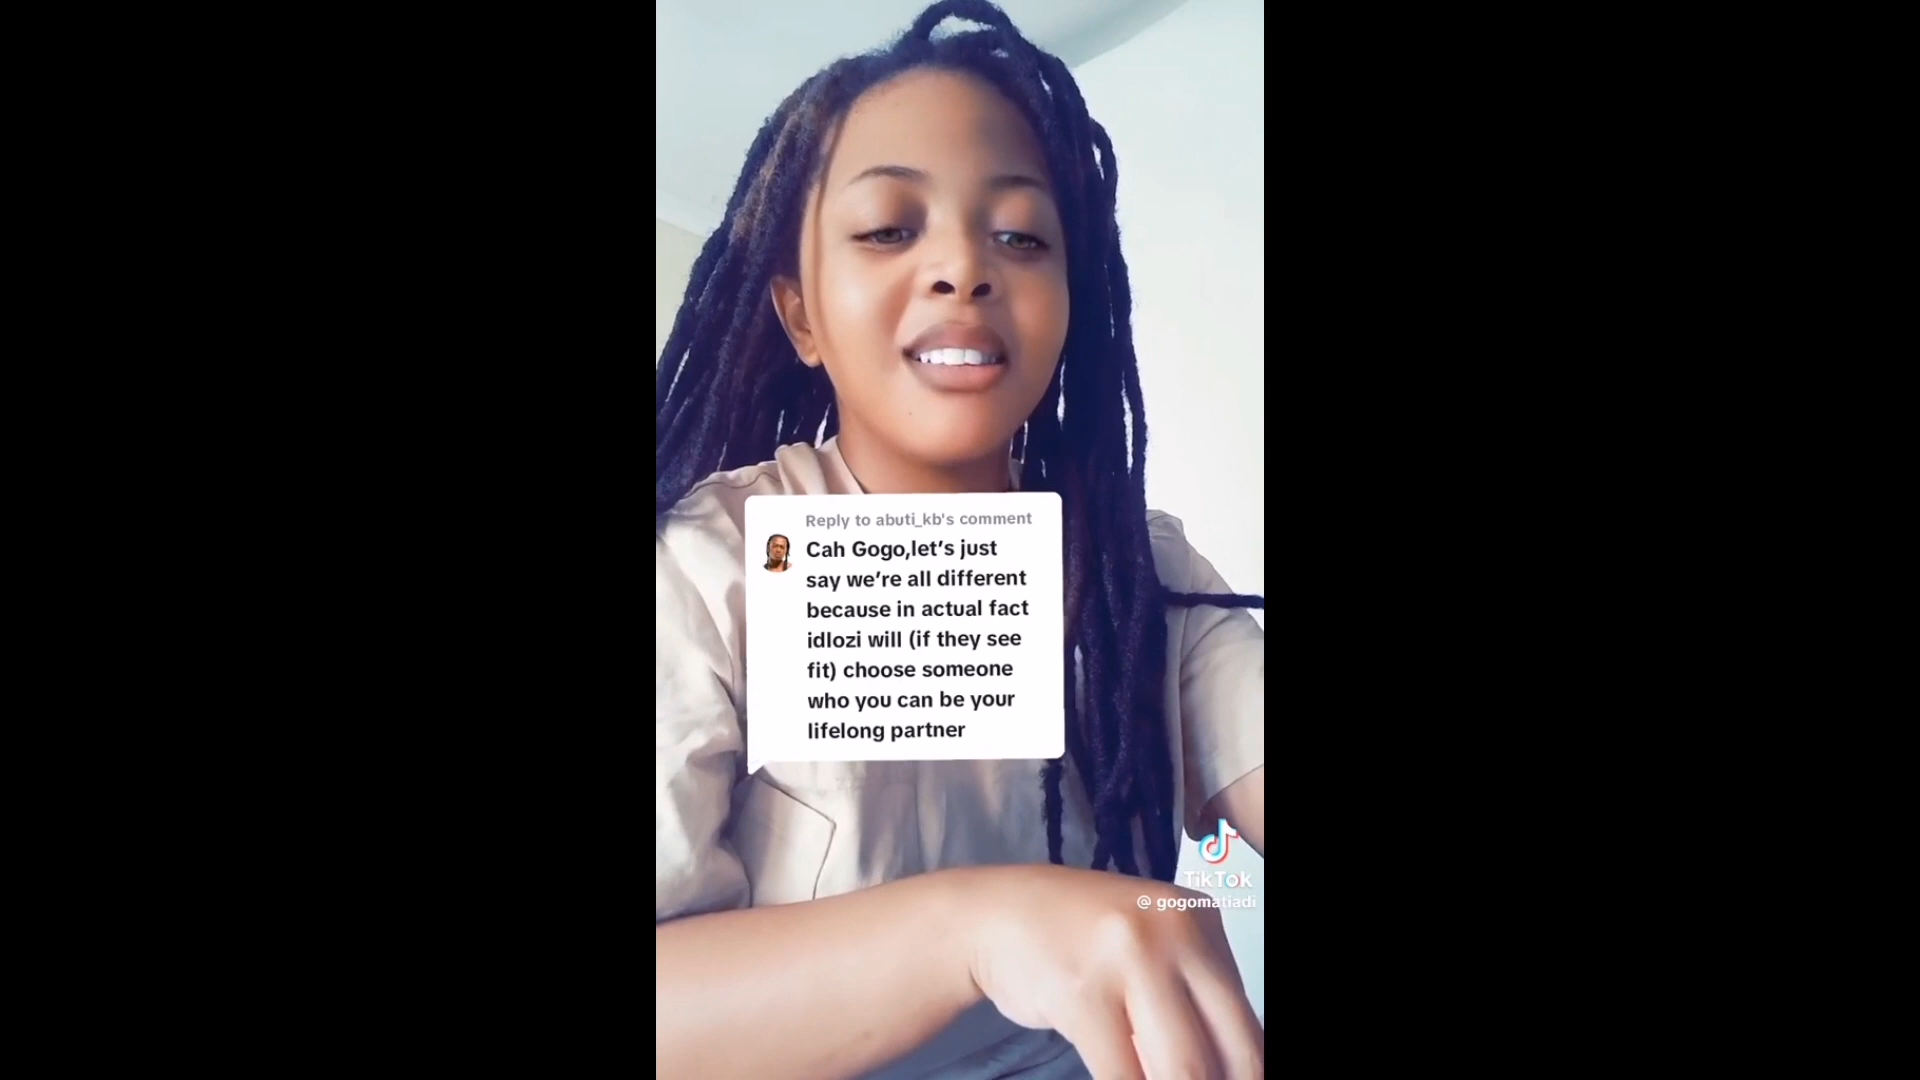 Reply to abuti_kb's comment
Cah Gogo,let's just
say we're all different
because in actual fact
idlozi will (if they see
fit) choose someone
who you can be your
lifelong partner
TikTok
@ gogomatiadi